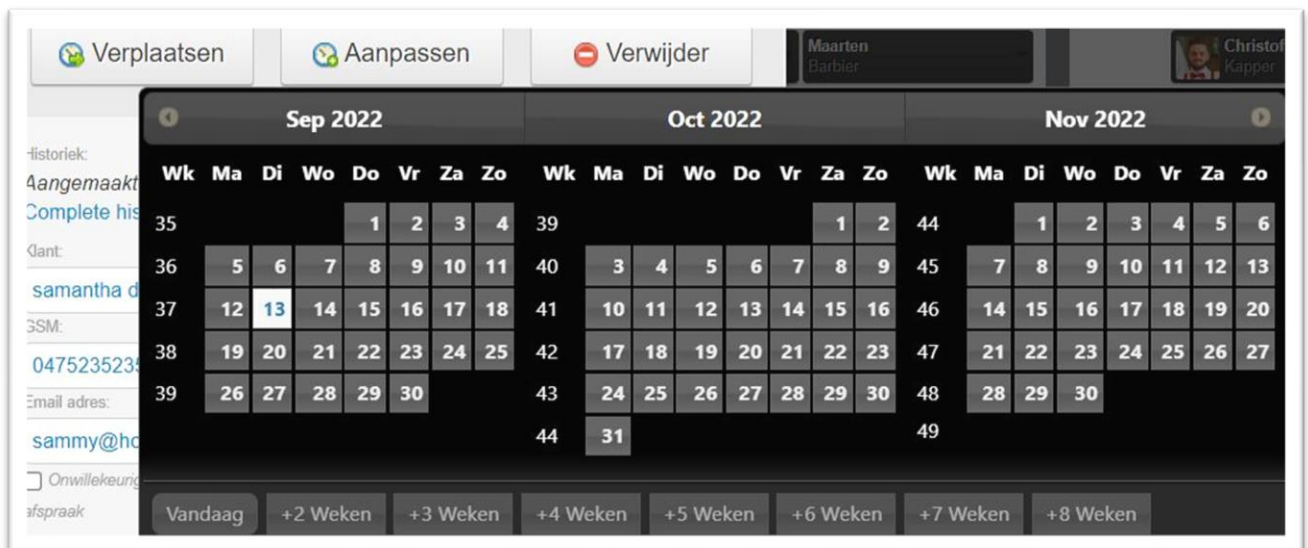 Verplaatsen Aanpassen Verwijder Maarten Christof
Barbier Kapper
Sep 2022 Oct 2022 Nov 2022
Historiek:
Aangemaakt
Complete his
Klant:
samantha d
GSM:
0475235235
Email adres:
sammy@ho
Onwillekeurig
afspraak
Wk Ma Di Wo Do Vr Za Zo Wk Ma Di Wo Do Vr Za Zo Wk Ma Di Wo Do Vr Za Zo
35 1 2 3 4 39 1 2 44 1 2 3 4 5 6
36 5 6 7 8 9 10 11 40 3 4 5 6 7 8 9 45 7 8 9 10 11 12 13
37 12 13 14 15 16 17 18 41 10 11 12 13 14 15 16 46 14 15 16 17 18 19 20
38 19 20 21 22 23 24 25 42 17 18 19 20 21 22 23 47 21 22 23 24 25 26 27
39 26 27 28 29 30 43 24 25 26 27 28 29 30 48 28 29 30
44 31 49
Vandaag +2 Weken +3 Weken +4 Weken +5 Weken +6 Weken +7 Weken +8 Weken